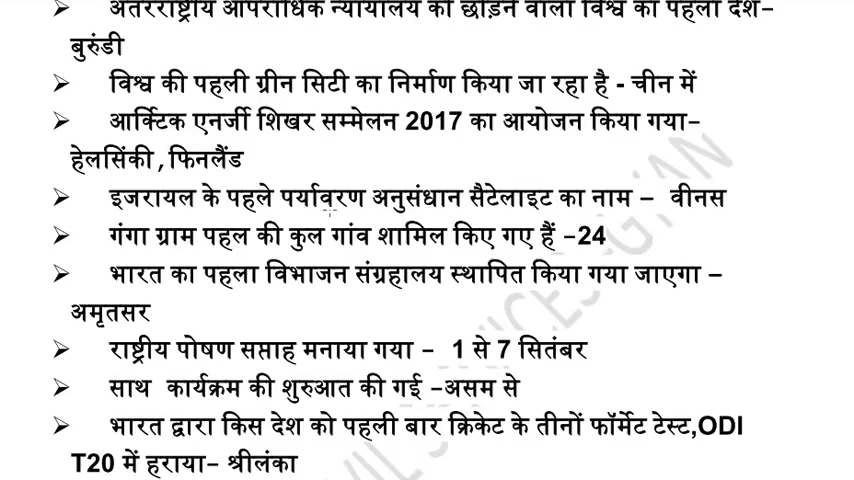 ➢ अंतरराष्ट्रीय आपराधिक न्यायालय को छोड़ने वाला विश्व का पहला देश-
बुरुंडी
➢ विश्व की पहली ग्रीन सिटी का निर्माण किया जा रहा है - चीन में
➢ आर्क्टिक एनर्जी शिखर सम्मेलन 2017 का आयोजन किया गया-
हेलसिंकी,फिनलैंड
➢ इजरायल के पहले पर्यावरण अनुसंधान सैटेलाइट का नाम – वीनस
➢ गंगा ग्राम पहल की कुल गांव शामिल किए गए हैं -24
➢ भारत का पहला विभाजन संग्रहालय स्थापित किया गया जाएगा –
अमृतसर
➢ राष्ट्रीय पोषण सप्ताह मनाया गया - 1 से 7 सितंबर
➢ साथ कार्यक्रम की शुरुआत की गई -असम से
➢ भारत द्वारा किस देश को पहली बार क्रिकेट के तीनों फॉर्मेट टेस्ट,ODI
T20 में हराया- श्रीलंका